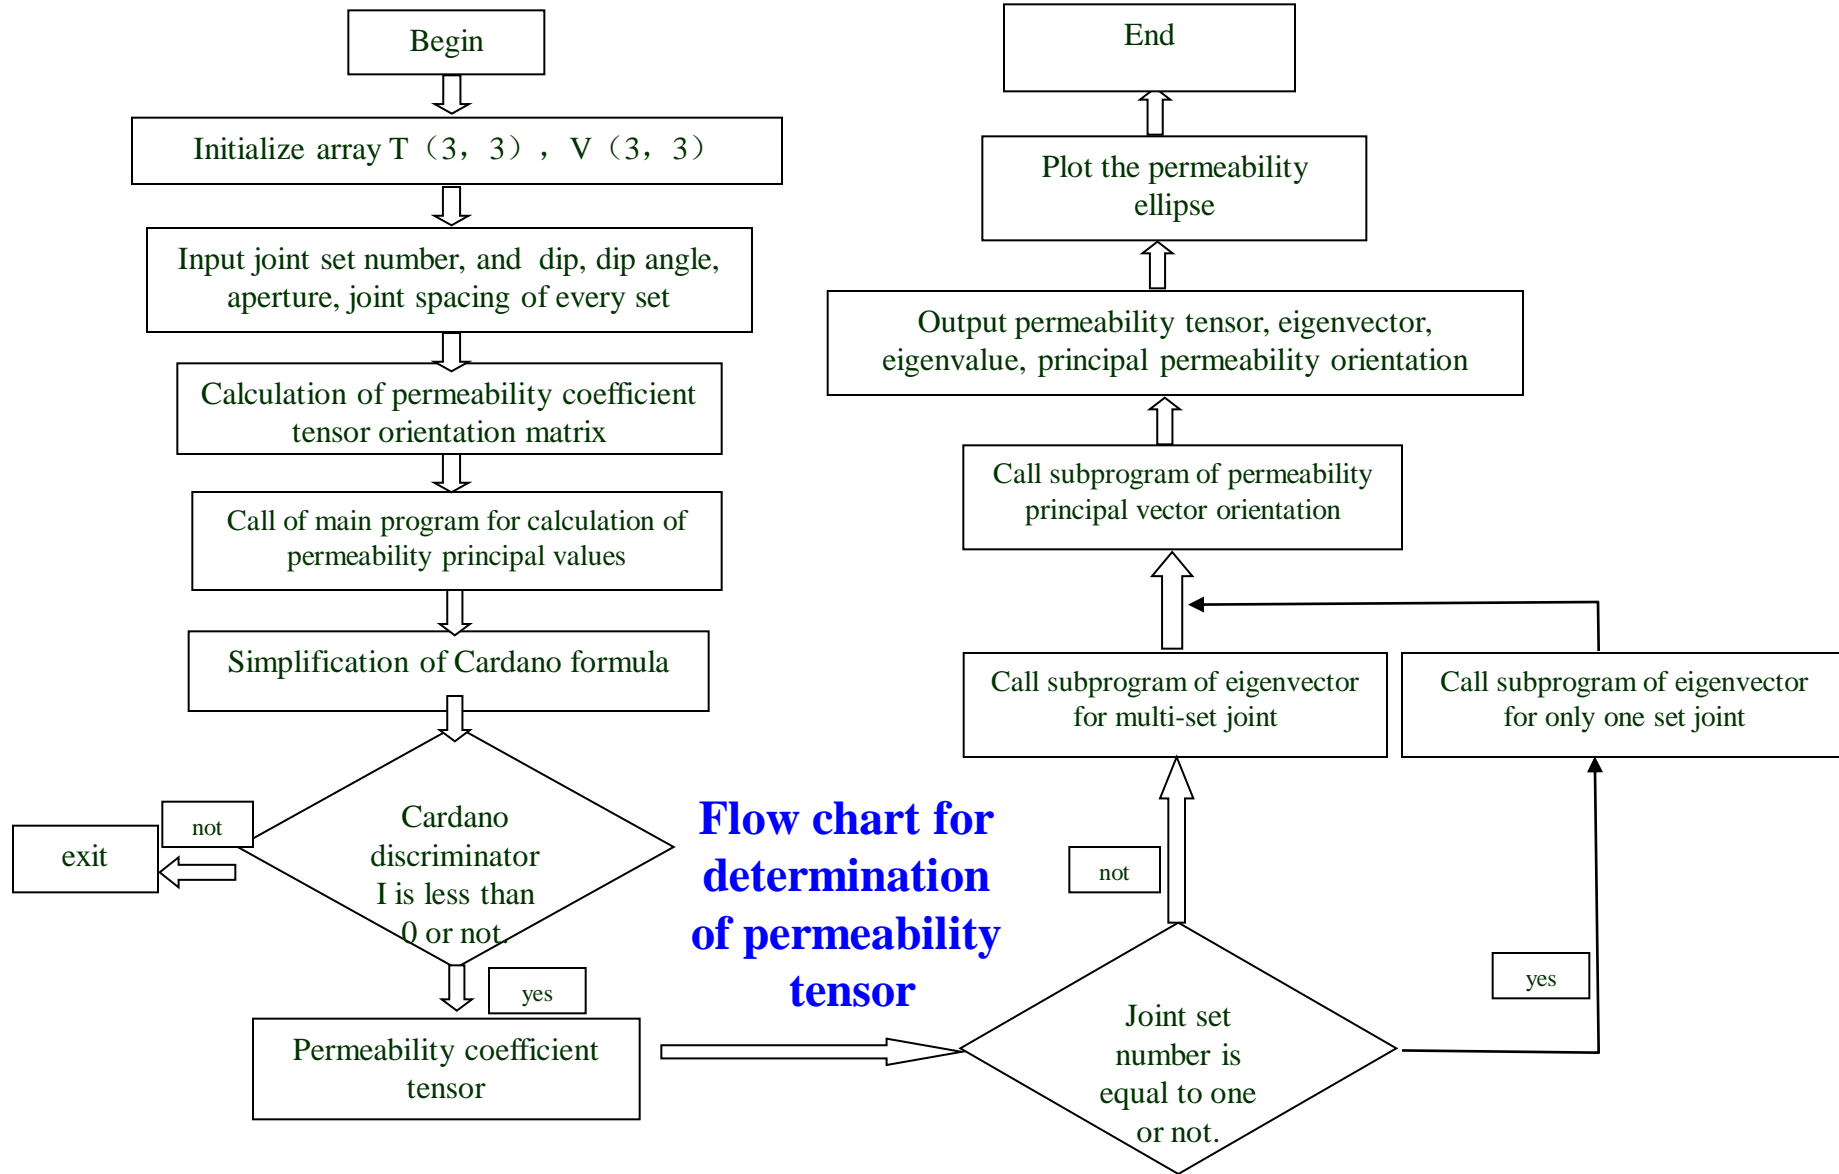 Begin
Initialize array T（3，3），V（3，3）
Input joint set number, and dip, dip angle,
aperture, joint spacing of every set
Calculation of permeability coefficient
tensor orientation matrix
Call of main program for calculation of
permeability principal values
Simplification of Cardano formula
Cardano
discriminator
I is less than
0 or not.
not
exit
yes
Permeability coefficient
tensor
Flow chart for
determination
of permeability
tensor
Joint set
number is
equal to one
or not.
not
yes
Call subprogram of eigenvector
for multi-set joint
Call subprogram of eigenvector
for only one set joint
Call subprogram of permeability
principal vector orientation
Output permeability tensor, eigenvector,
eigenvalue, principal permeability orientation
Plot the permeability
ellipse
End